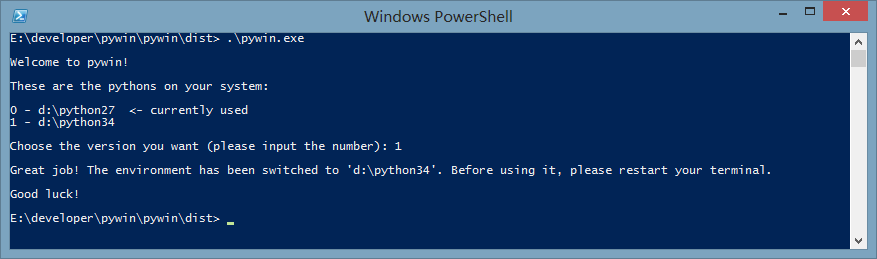 Windows PowerShell
E:\developer\pywin\pywin\dist> .\pywin.exe
Welcome to pywin!
These are the pythons on your system:
0 - d:\python27  <- currently used
1 - d:\python34
Choose the version you want (please input the number): 1
Great job! The environment has been switched to 'd:\python34'. Before using it, please restart your terminal.
Good luck!
E:\developer\pywin\pywin\dist>